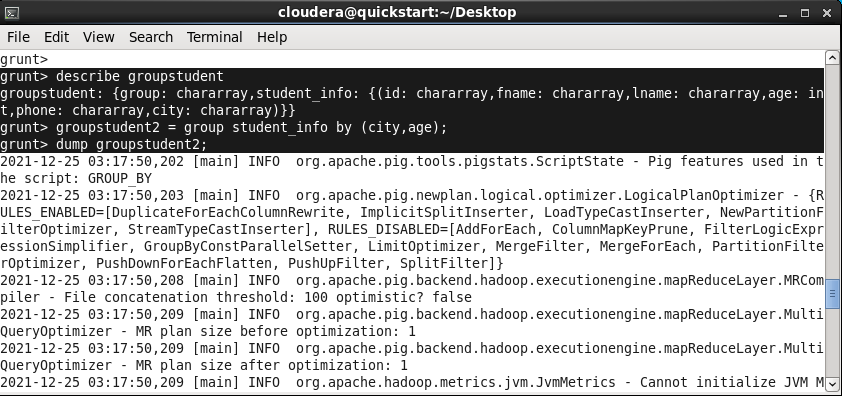 cloudera@quickstart:~/Desktop
File Edit View Search Terminal Help
grunt>
grunt> describe groupstudent
groupstudent: {group: chararray,student_info: {(id: chararray,fname: chararray,lname: chararray,age: in
t,phone: chararray,city: chararray)}}
grunt> groupstudent2 = group student_info by (city,age);
grunt> dump groupstudent2;
2021-12-25 03:17:50,202 [main] INFO  org.apache.pig.tools.pigstats.ScriptState - Pig features used in t
he script: GROUP_BY
2021-12-25 03:17:50,203 [main] INFO  org.apache.pig.newplan.logical.optimizer.LogicalPlanOptimizer - {R
ULES_ENABLED=[DuplicateForEachColumnRewrite, ImplicitSplitInserter, LoadTypeCastInserter, NewPartitionF
ilterOptimizer, StreamTypeCastInserter], RULES_DISABLED=[AddForEach, ColumnMapKeyPrune, FilterLogicExpr
essionSimplifier, GroupByConstParallelSetter, LimitOptimizer, MergeFilter, MergeForEach, PartitionFilte
rOptimizer, PushDownForEachFlatten, PushUpFilter, SplitFilter]}
2021-12-25 03:17:50,208 [main] INFO  org.apache.pig.backend.hadoop.executionengine.mapReduceLayer.MRCom
piler - File concatenation threshold: 100 optimistic? false
2021-12-25 03:17:50,209 [main] INFO  org.apache.pig.backend.hadoop.executionengine.mapReduceLayer.Multi
QueryOptimizer - MR plan size before optimization: 1
2021-12-25 03:17:50,209 [main] INFO  org.apache.pig.backend.hadoop.executionengine.mapReduceLayer.Multi
QueryOptimizer - MR plan size after optimization: 1
2021-12-25 03:17:50,209 [main] INFO  org.apache.hadoop.metrics.jvm.JvmMetrics - Cannot initialize JVM M